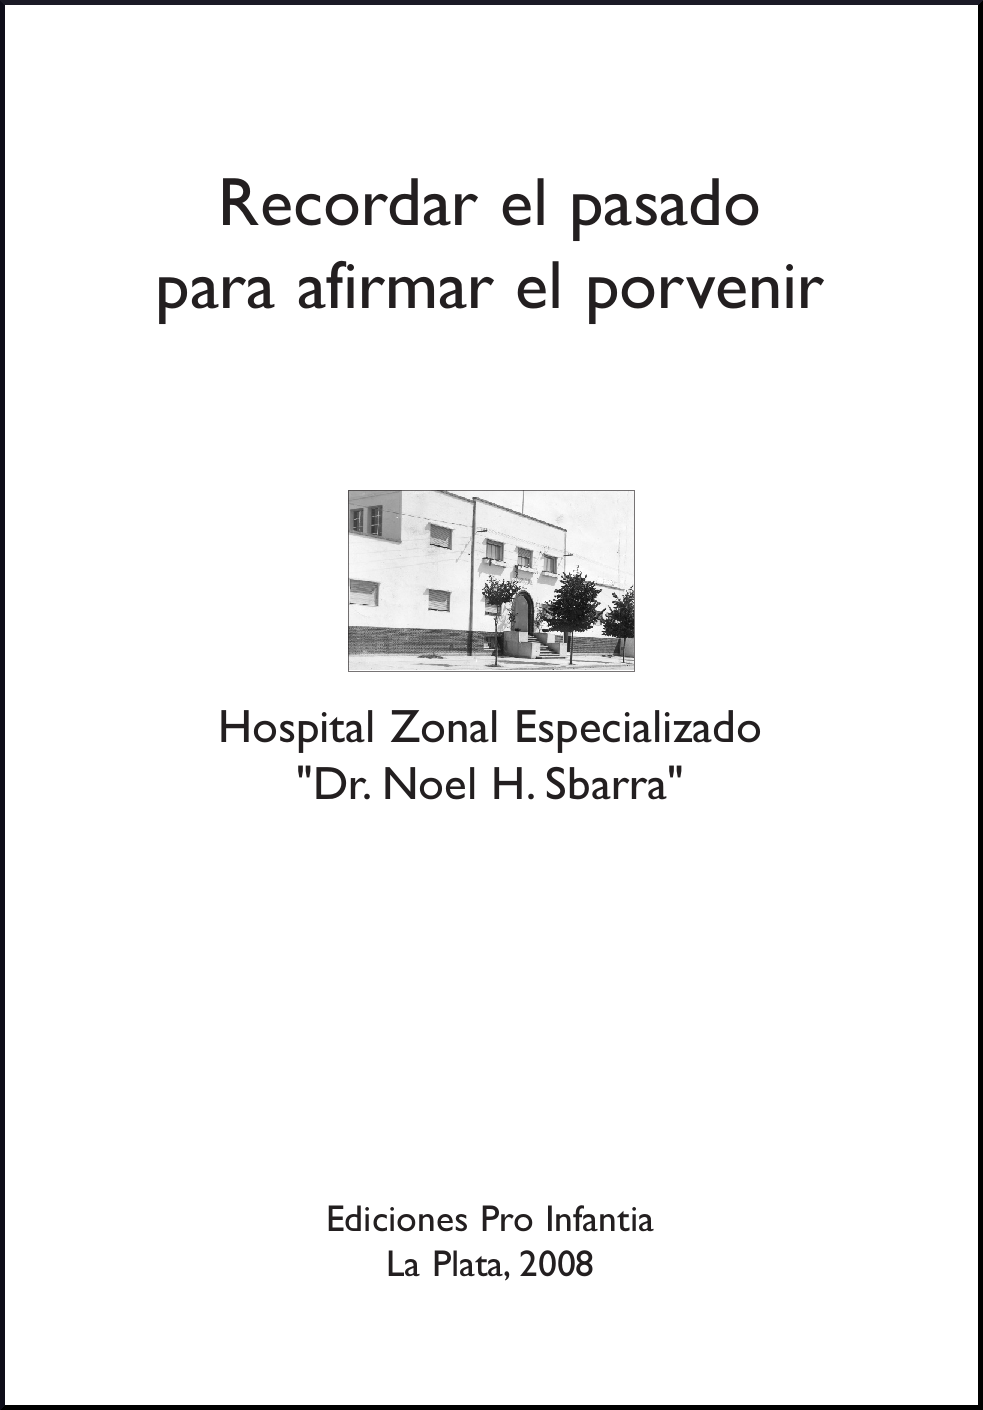 Recordar el pasado
para afirmar el porvenir
Hospital Zonal Especializado
"Dr. Noel H. Sbarra"
Ediciones Pro Infantia
La Plata, 2008